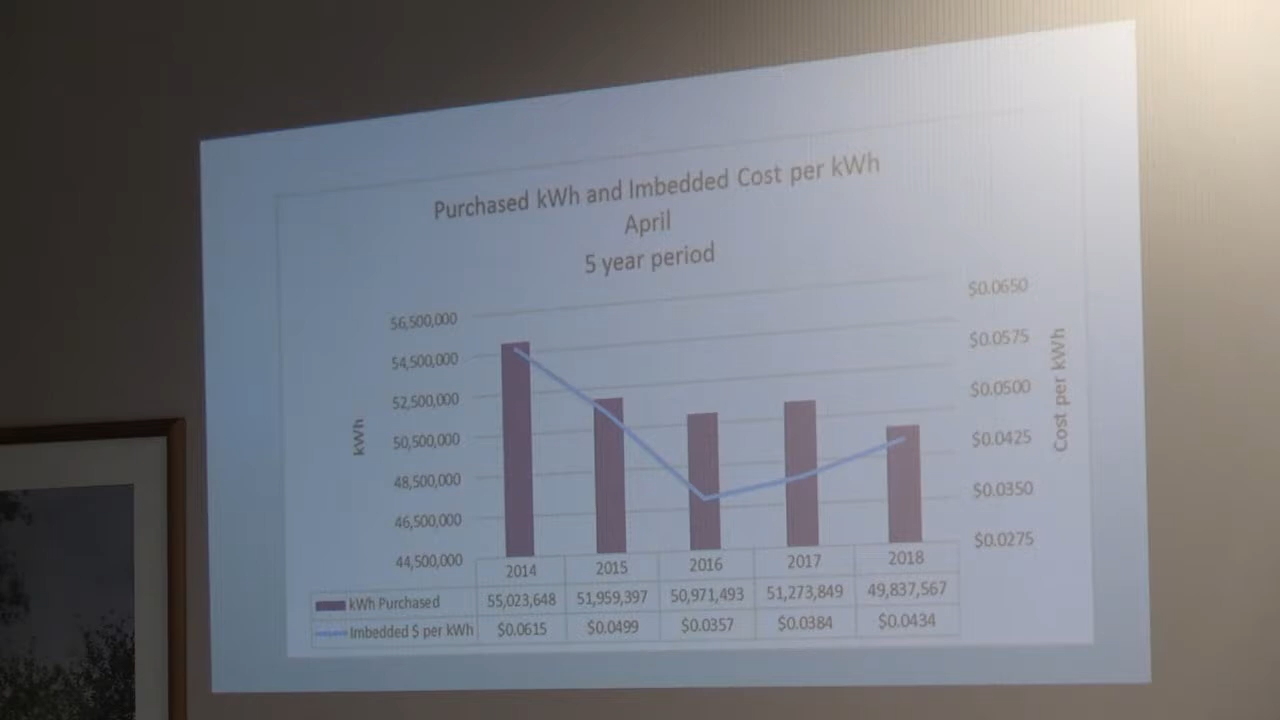 Purchased kWh and Imbedded Cost per kWh
April
5 year period
kWh
56,500,000
54,500,000
52,500,000
50,500,000
48,500,000
46,500,000
44,500,000
$0.0650
$0.0575
$0.0500
$0.0425
$0.0350
$0.0275
Cost per kWh
2014 2015 2016 2017 2018
kWh Purchased 55,023,648 51,959,397 50,971,493 51,273,849 49,837,567
Imbedded $ per kWh $0.0615 $0.0499 $0.0357 $0.0384 $0.0434